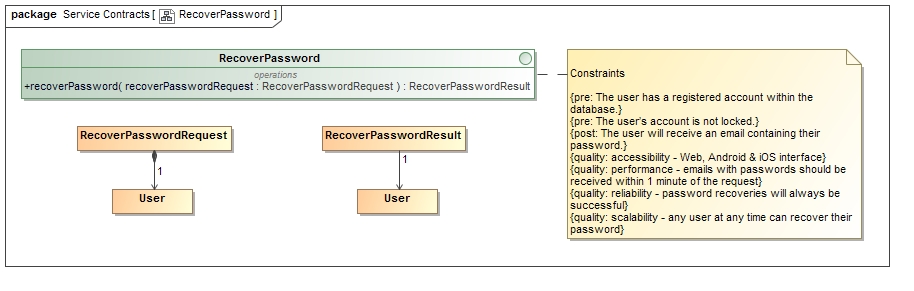 package Service Contracts [ RecoverPassword ]
RecoverPassword
operations
+recoverPassword( recoverPasswordRequest : RecoverPasswordRequest ) : RecoverPasswordResult
Constraints
{pre: The user has a registered account within the
database.}
{pre: The user's account is not locked.}
{post: The user will receive an email containing their
password.}
{quality: accessibility - Web, Android & iOS interface}
{quality: performance - emails with passwords should be
received within 1 minute of the request}
{quality: reliability - password recoveries will always be
successful}
{quality: scalability - any user at any time can recover their
password}
RecoverPasswordRequest
RecoverPasswordResult
1
1
User
User